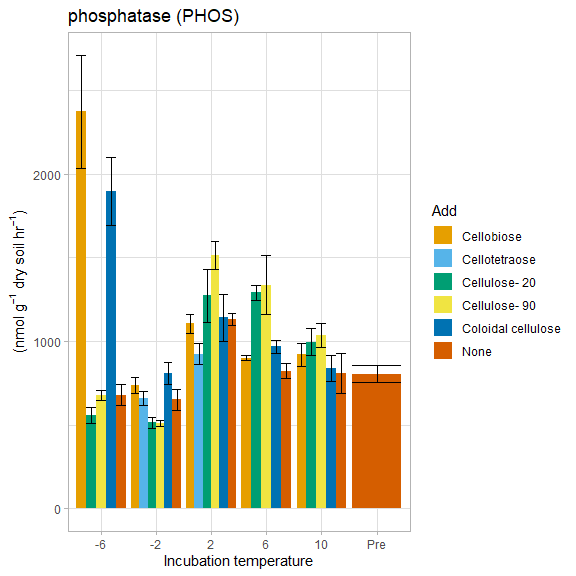 phosphatase (PHOS)
(nmol g⁻¹ dry soil hr⁻¹)
2000
1000
0
-6
-2
2
6
10
Pre
Incubation temperature
Add
Cellobiose
Cellotetraose
Cellulose- 20
Cellulose- 90
Coloidal cellulose
None